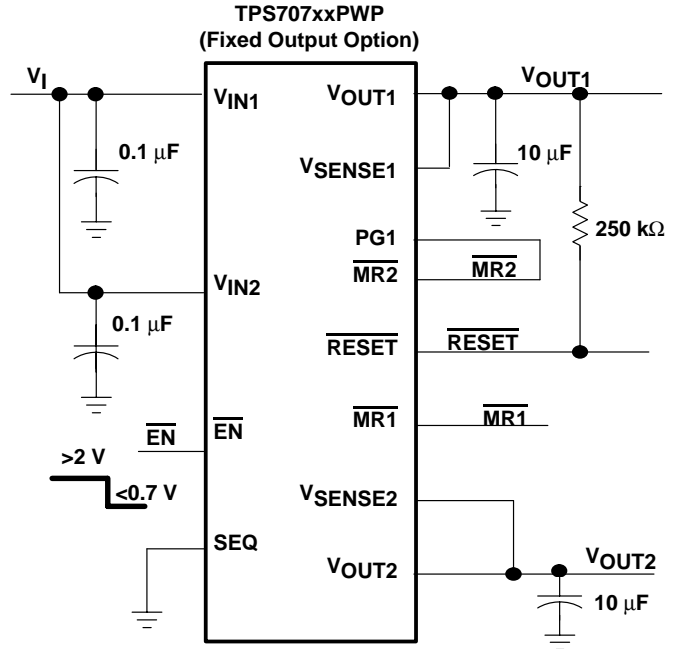 TPS707xxPWP
(Fixed Output Option)
VI
VIN1
VOUT1
VOUT1
0.1 μF
VSENSE1
10 μF
250 kΩ
PG1
MR2
MR2
VIN2
0.1 μF
RESET
RESET
MR1
MR1
EN
EN
>2 V
<0.7 V
VSENSE2
SEQ
VOUT2
VOUT2
10 μF